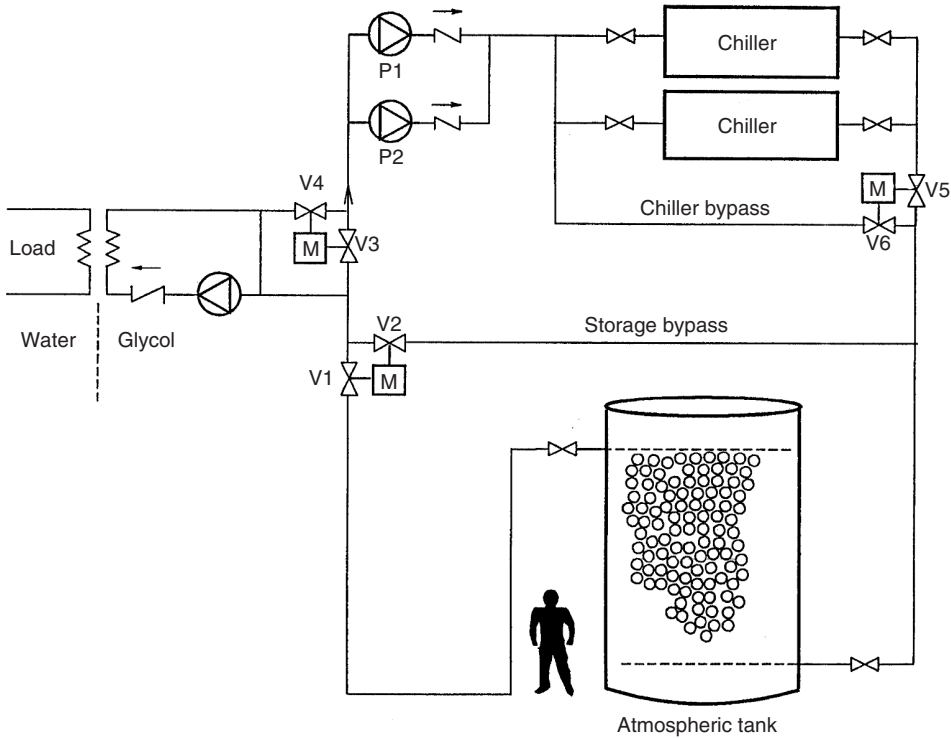 P1
Chiller
P2
Chiller
V4
M
V5
Chiller bypass
V6
Load
M
V3
Water
Glycol
V2
Storage bypass
V1
M
Atmospheric tank